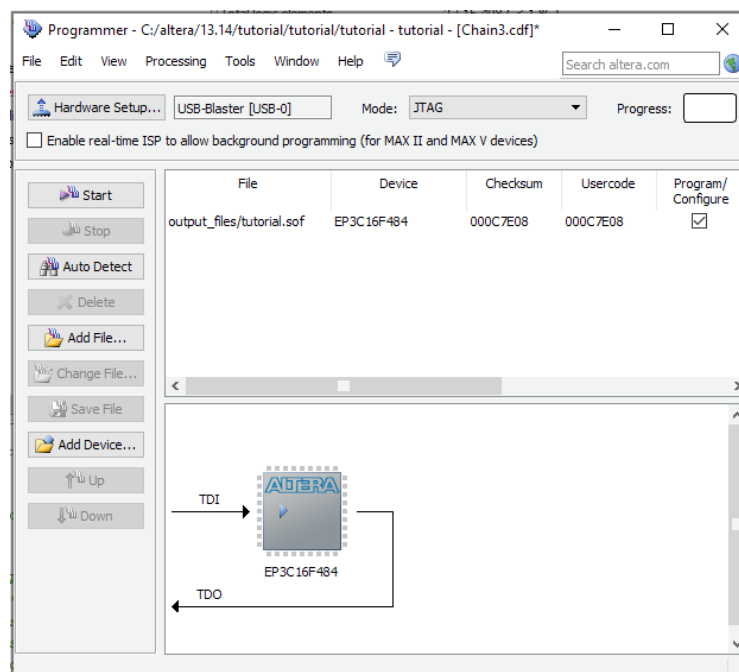 Programmer - C:/altera/13.14/tutorial/tutorial/tutorial - tutorial - [Chain3.cdf]*
File Edit View Processing Tools Window Help
Search altera.com
Hardware Setup... USB-Blaster [USB-0] Mode: JTAG Progress:
Enable real-time ISP to allow background programming (for MAX II and MAX V devices)
Start
Stop
Auto Detect
Delete
Add File...
Change File...
Save File
Add Device...
Up
Down
File Device Checksum Usercode Program/
Configure
output_files/tutorial.sof EP3C16F484 000C7E08 000C7E08
TDI
ALTERA
EP3C16F484
TDO